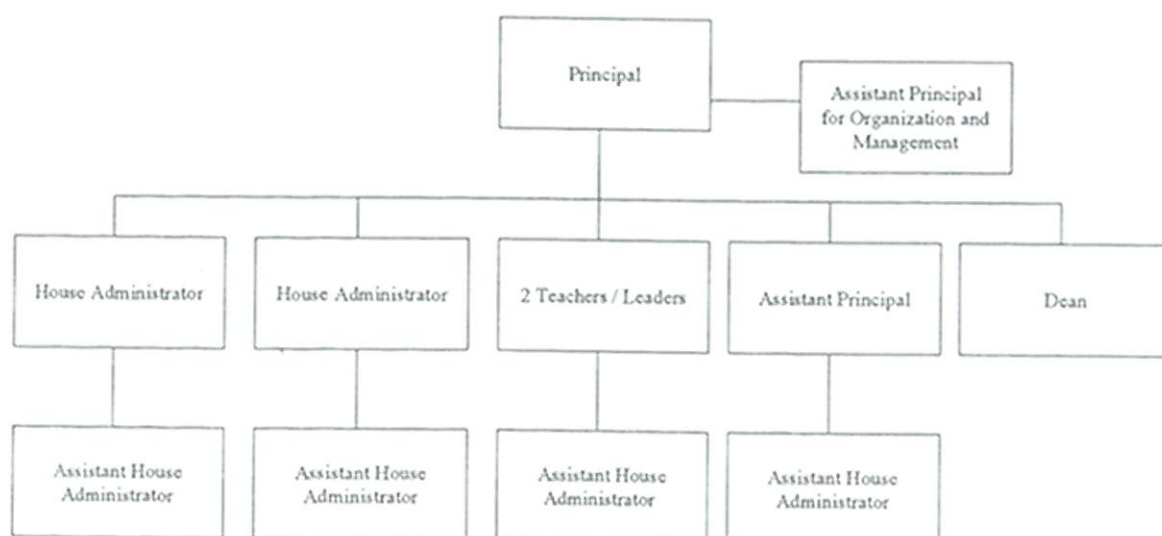 Principal
Assistant Principal
for Organization and
Management
House Administrator
House Administrator
2 Teachers / Leaders
Assistant Principal
Dean
Assistant House
Administrator
Assistant House
Administrator
Assistant House
Administrator
Assistant House
Administrator